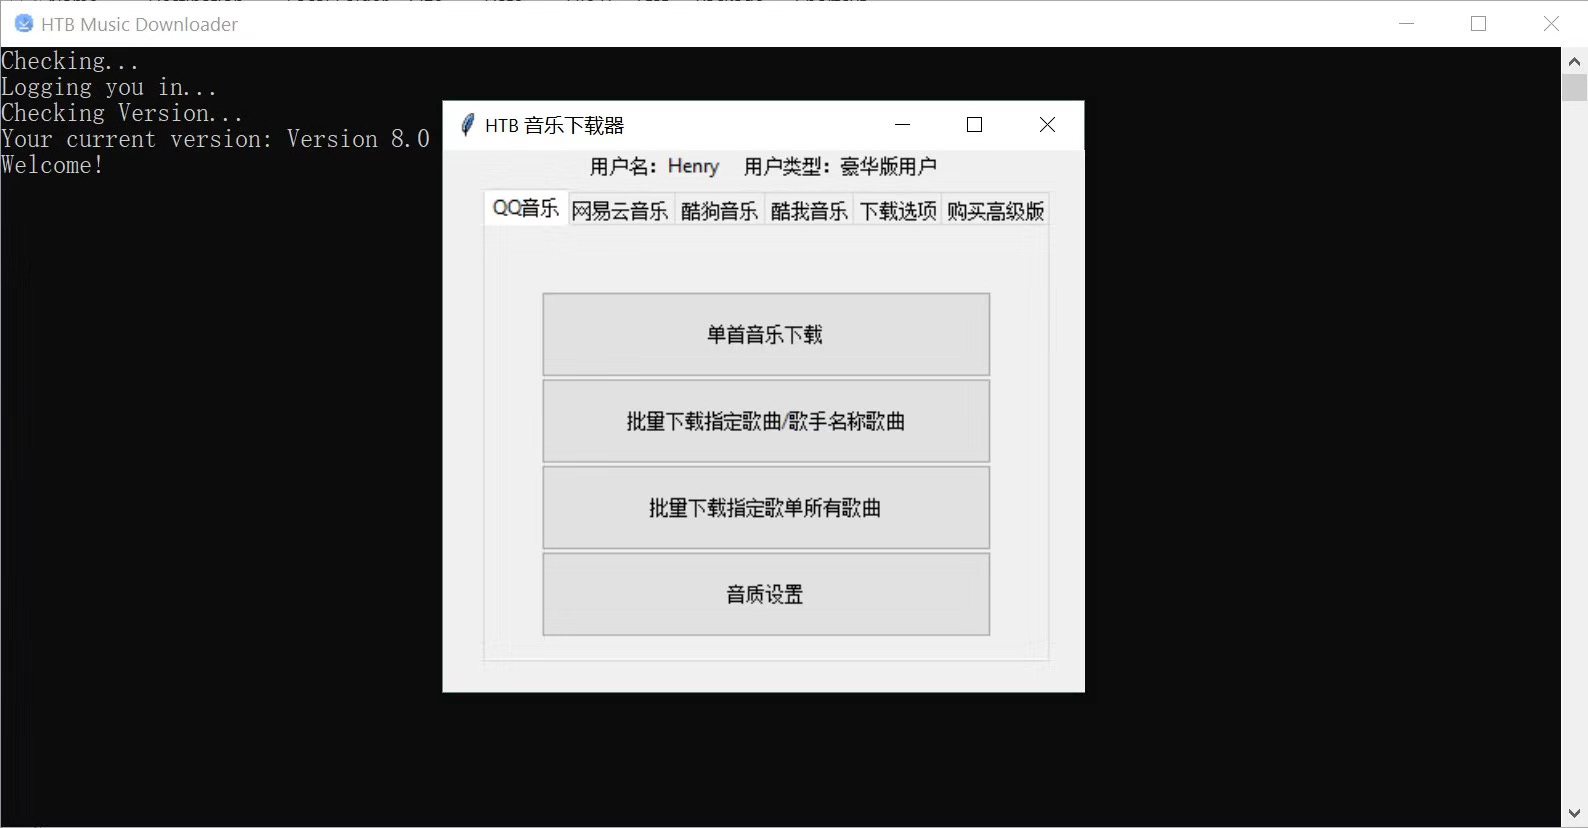 HTB Music Downloader
Checking...
Logging you in...
Checking Version...
Your current version: Version 8.0
Welcome!
HTB 音乐下载器
用户名：Henry 用户类型：豪华版用户
QQ音乐 网易云音乐 酷狗音乐 酷我音乐 下载选项 购买高级版
单首音乐下载
批量下载指定歌曲/歌手名称歌曲
批量下载指定歌单所有歌曲
音质设置